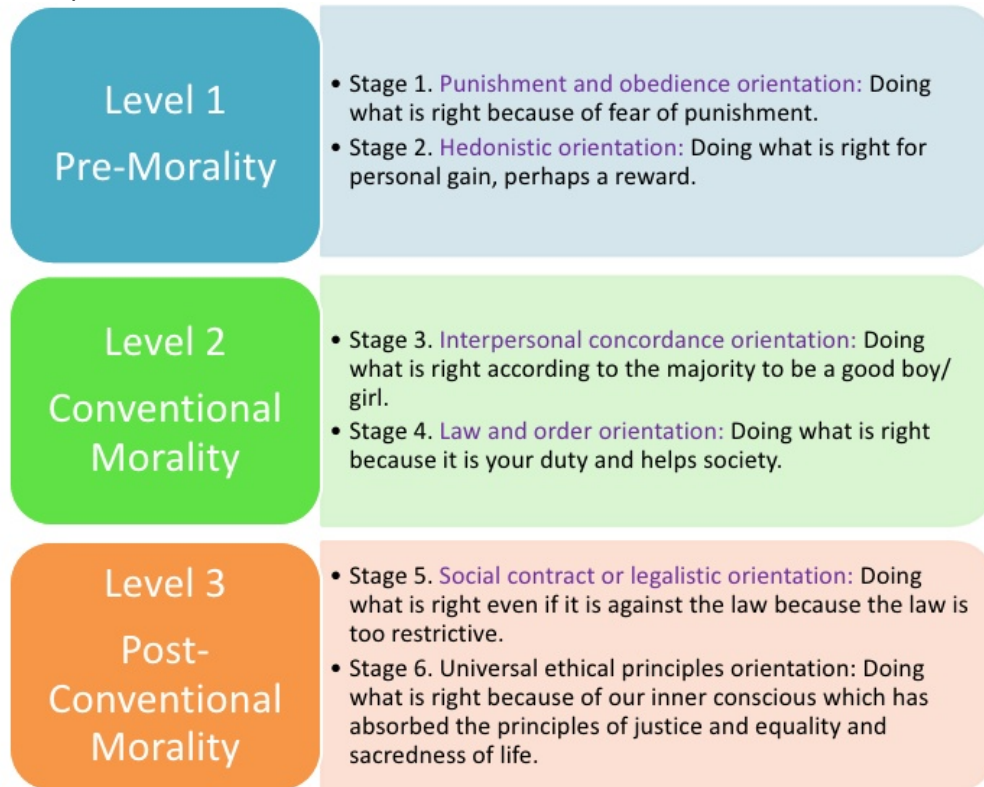 Level 1
Pre-Morality
• Stage 1. Punishment and obedience orientation: Doing
what is right because of fear of punishment.
• Stage 2. Hedonistic orientation: Doing what is right for
personal gain, perhaps a reward.
Level 2
Conventional
Morality
• Stage 3. Interpersonal concordance orientation: Doing
what is right according to the majority to be a good boy/
girl.
• Stage 4. Law and order orientation: Doing what is right
because it is your duty and helps society.
Level 3
Post-
Conventional
Morality
• Stage 5. Social contract or legalistic orientation: Doing
what is right even if it is against the law because the law is
too restrictive.
• Stage 6. Universal ethical principles orientation: Doing
what is right because of our inner conscious which has
absorbed the principles of justice and equality and
sacredness of life.